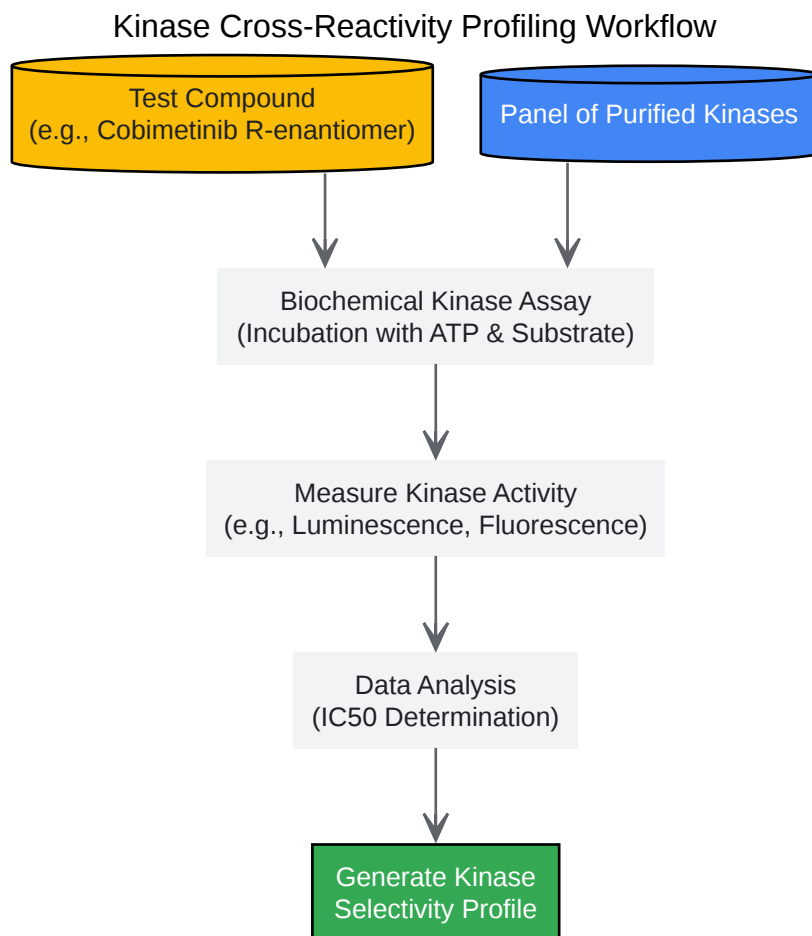 Kinase Cross-Reactivity Profiling Workflow
Test Compound
(e.g., Cobimetinib R-enantiomer)
Panel of Purified Kinases
Biochemical Kinase Assay
(Incubation with ATP & Substrate)
Measure Kinase Activity
(e.g., Luminescence, Fluorescence)
Data Analysis
(IC50 Determination)
Generate Kinase
Selectivity Profile